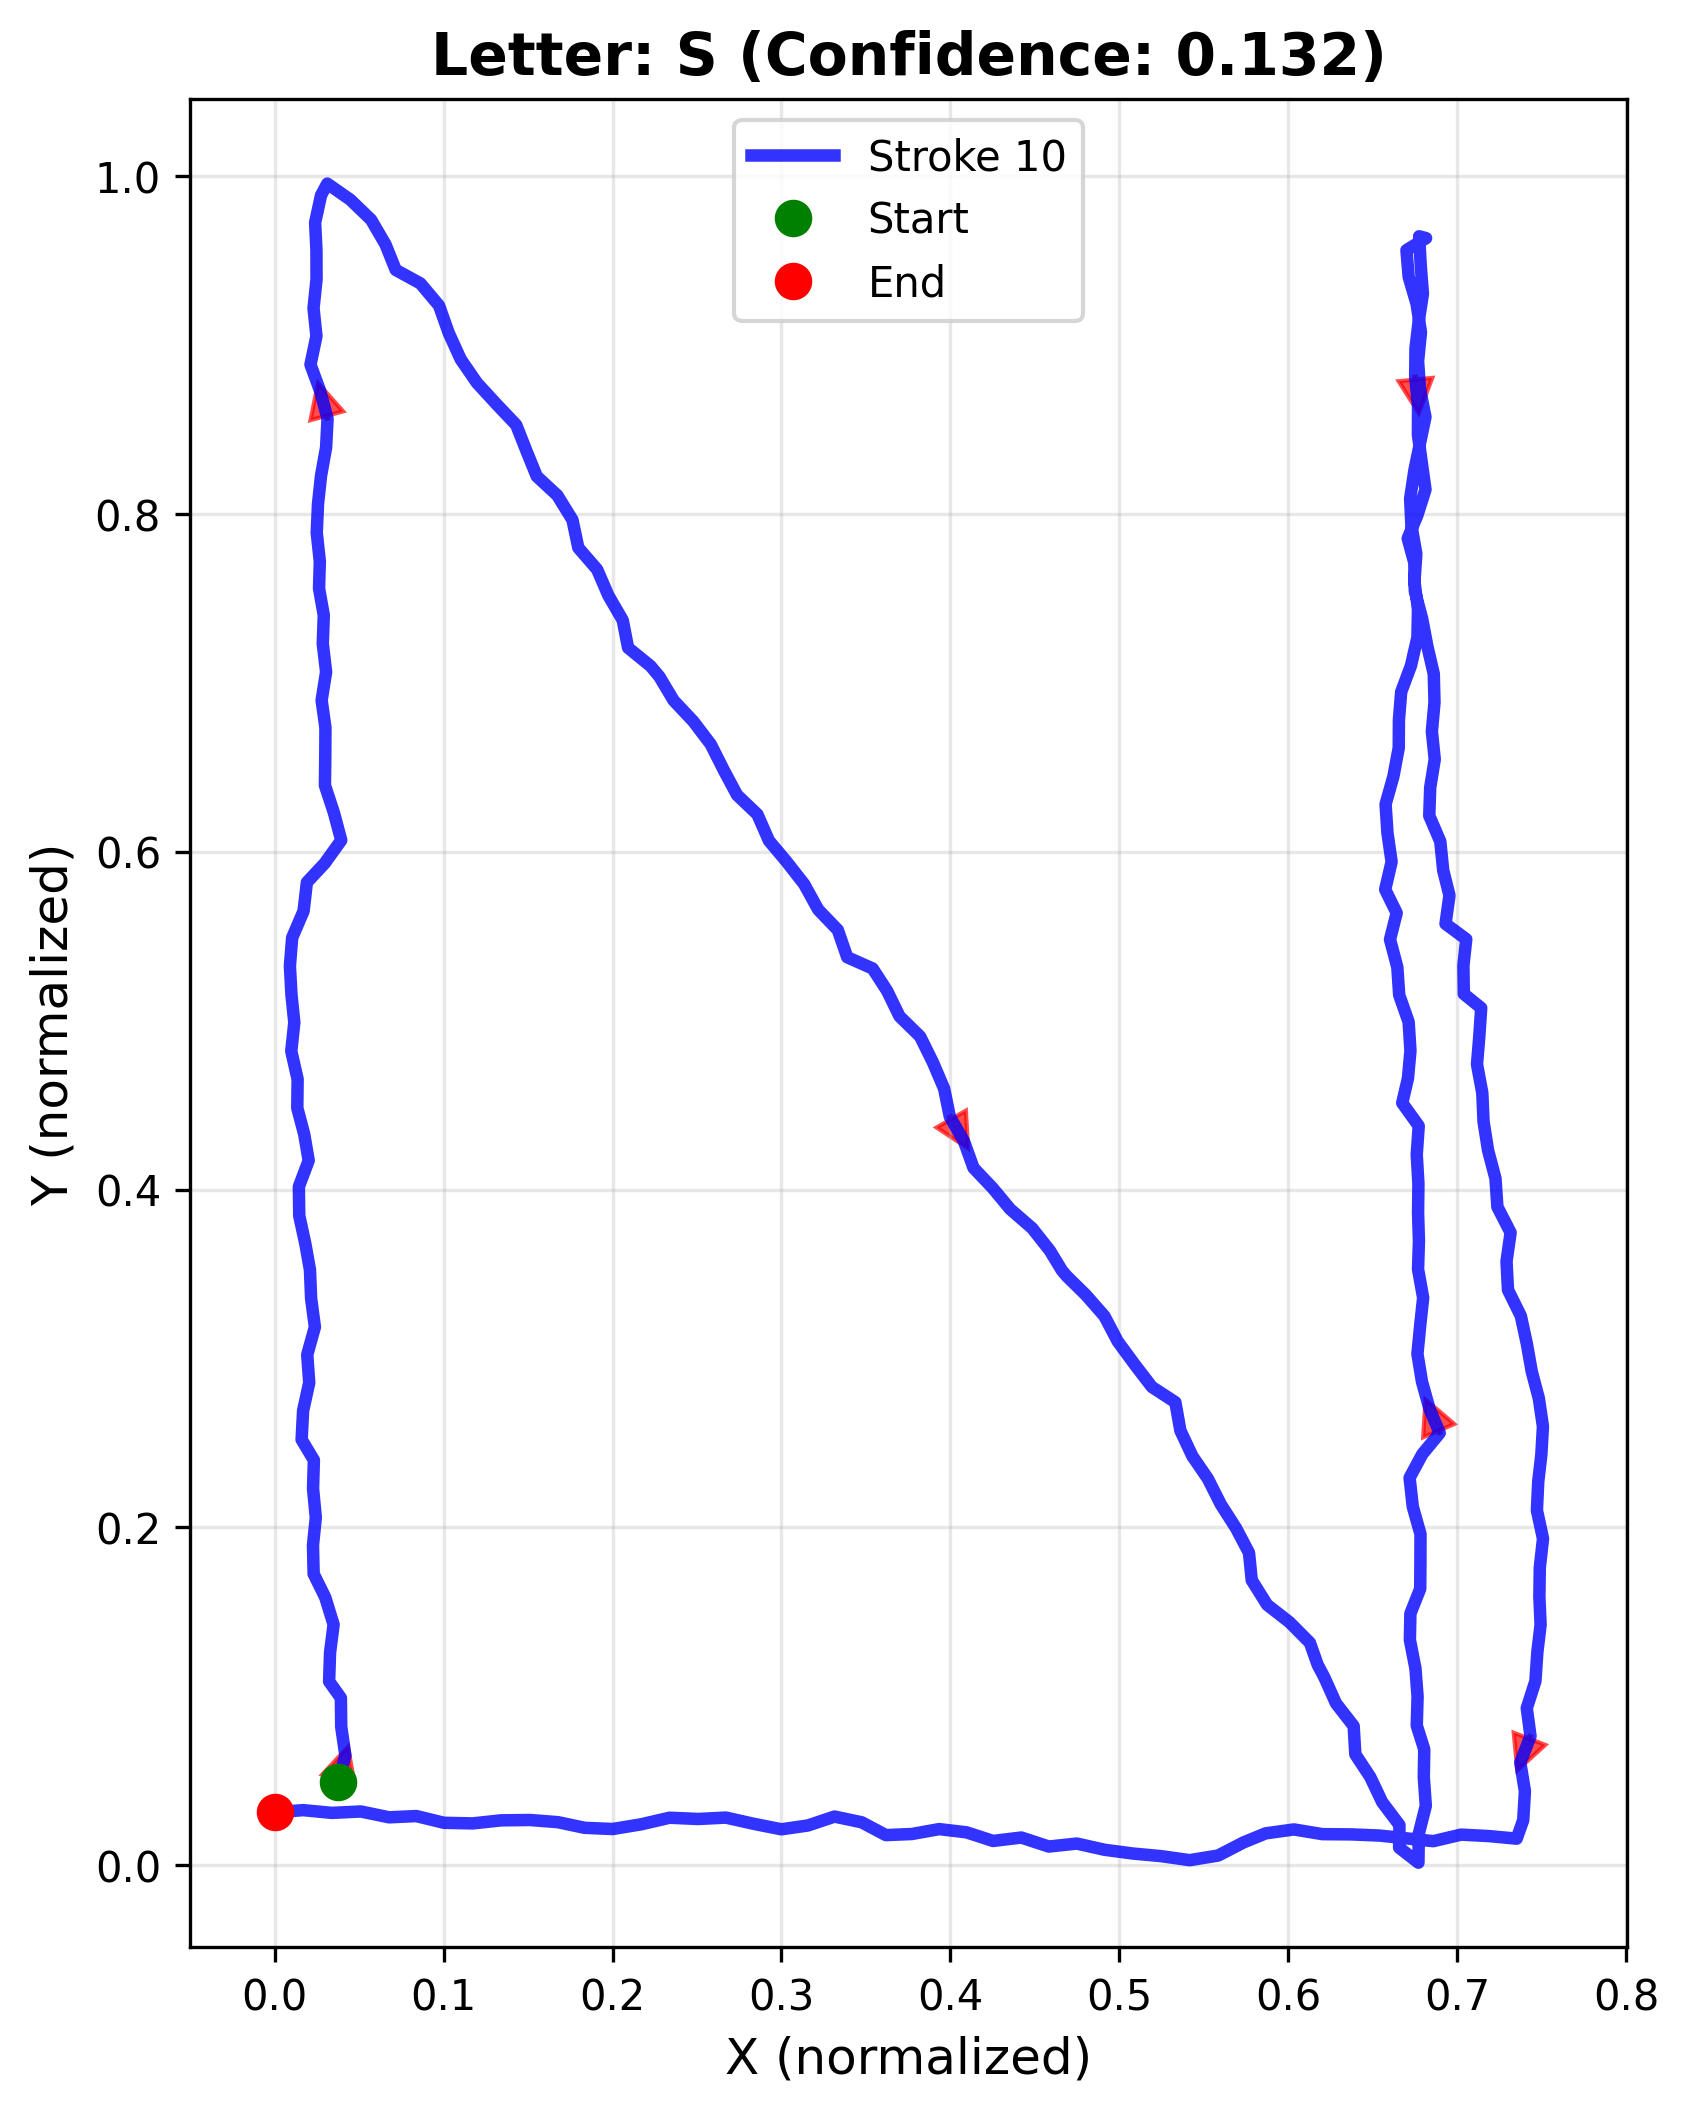 Letter: S (Confidence: 0.132)
Stroke 10
Start
End
1.0
0.8
0.6
0.4
0.2
0.0
Y (normalized)
0.0 0.1 0.2 0.3 0.4 0.5 0.6 0.7 0.8
X (normalized)